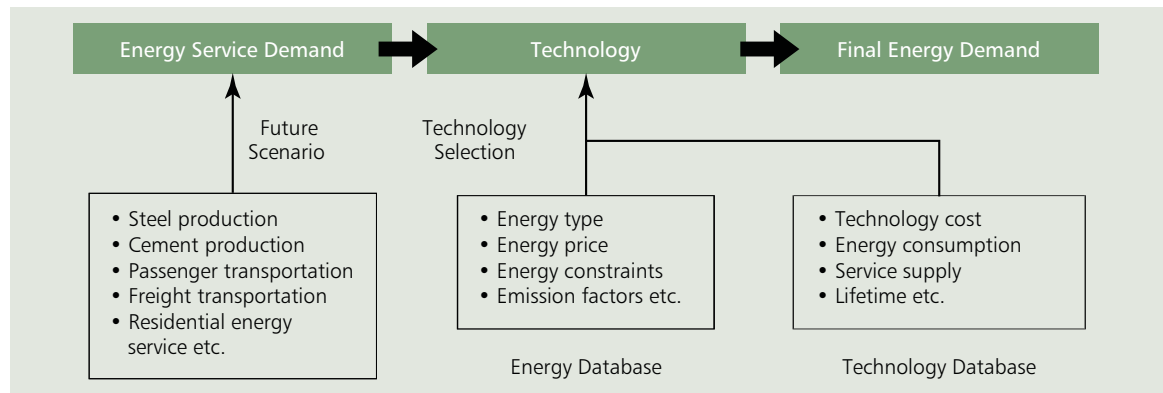 Energy Service Demand
Technology
Final Energy Demand
Future
Scenario
Technology
Selection
• Steel production
• Cement production
• Passenger transportation
• Freight transportation
• Residential energy
service etc.
• Energy type
• Energy price
• Energy constraints
• Emission factors etc.
• Technology cost
• Energy consumption
• Service supply
• Lifetime etc.
Energy Database
Technology Database